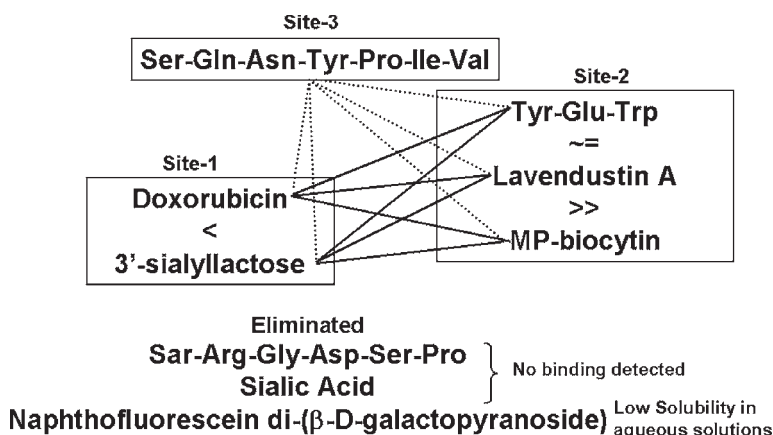 Site-3
Ser-Gln-Asn-Tyr-Pro-Ile-Val
Site-2
Tyr-Glu-Trp
~=
Lavendustin A
>>
MP-biocytin
Site-1
Doxorubicin
<
3'-sialyllactose
Eliminated
Sar-Arg-Gly-Asp-Ser-Pro
Sialic Acid
No binding detected
Naphthofluorescein di-(β-D-galactopyranoside)
Low Solubility in
aqueous solutions